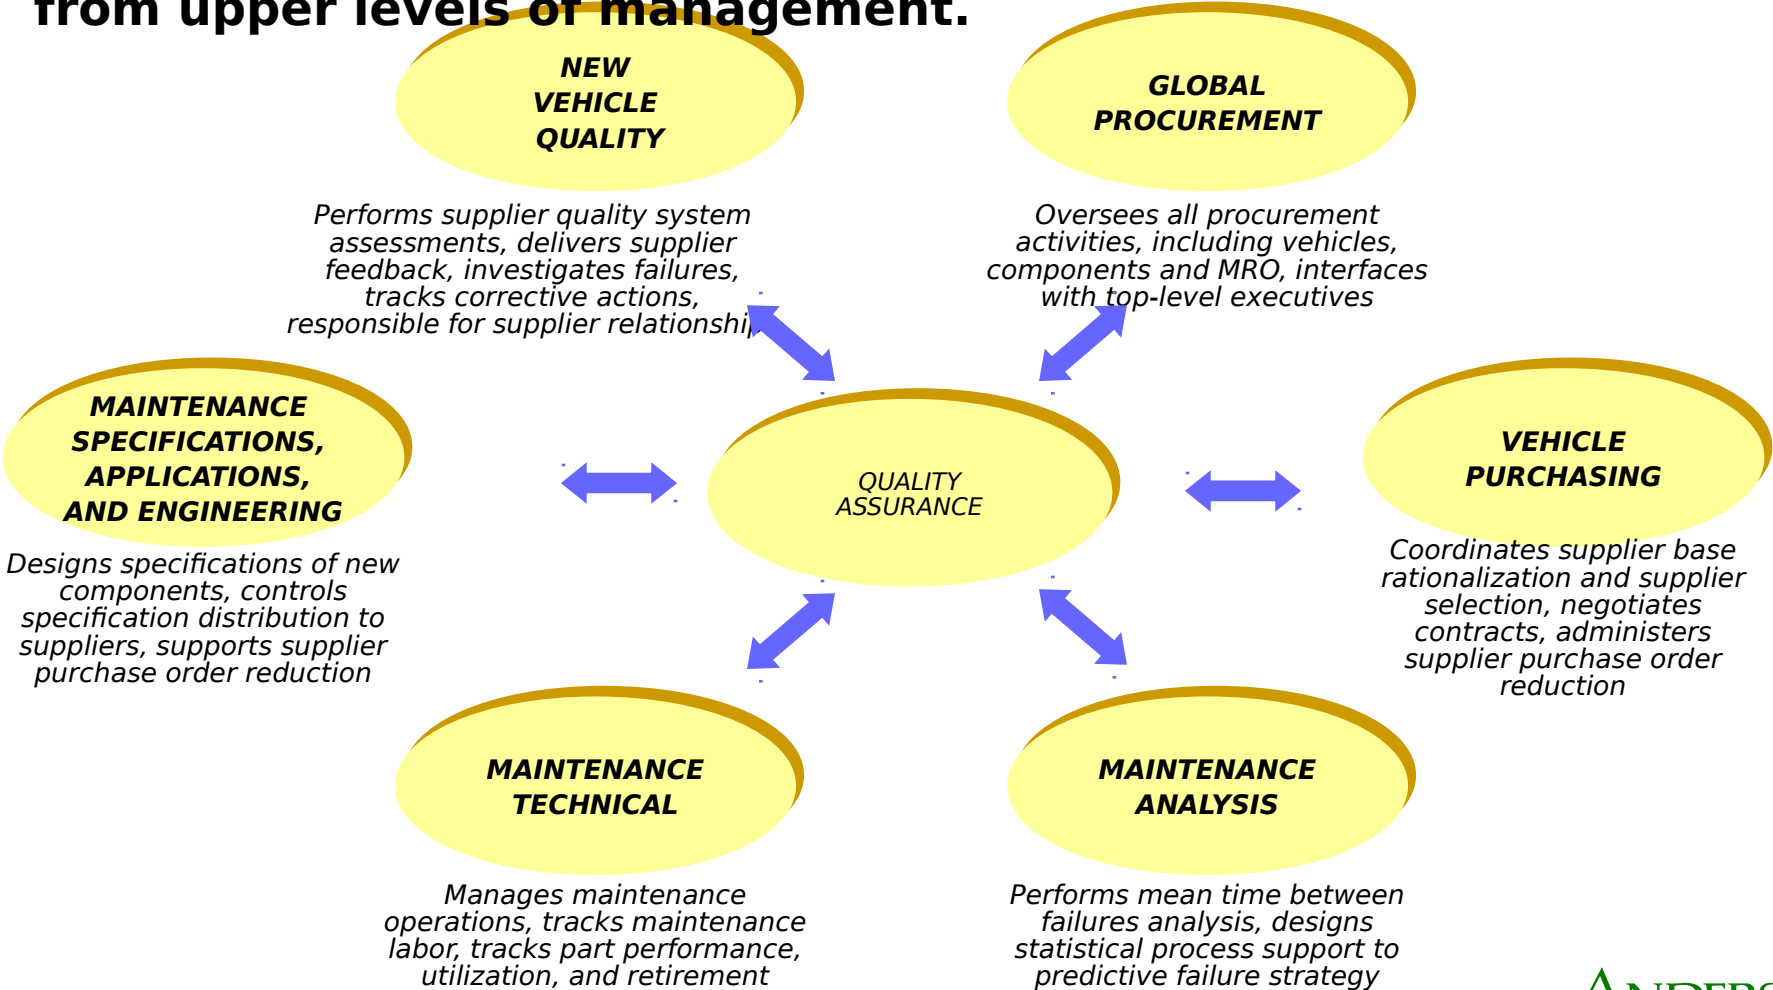 from upper levels of management.
NEW
VEHICLE
QUALITY
Performs supplier quality system
assessments, delivers supplier
feedback, investigates failures,
tracks corrective actions,
responsible for supplier relationship
GLOBAL
PROCUREMENT
Oversees all procurement
activities, including vehicles,
components and MRO, interfaces
with top-level executives
MAINTENANCE
SPECIFICATIONS,
APPLICATIONS,
AND ENGINEERING
Designs specifications of new
components, controls
specification distribution to
suppliers, supports supplier
purchase order reduction
QUALITY
ASSURANCE
VEHICLE
PURCHASING
Coordinates supplier base
rationalization and supplier
selection, negotiates
contracts, administers
supplier purchase order
reduction
MAINTENANCE
TECHNICAL
Manages maintenance
operations, tracks maintenance
labor, tracks part performance,
utilization, and retirement
MAINTENANCE
ANALYSIS
Performs mean time between
failures analysis, designs
statistical process support to
predictive failure strategy